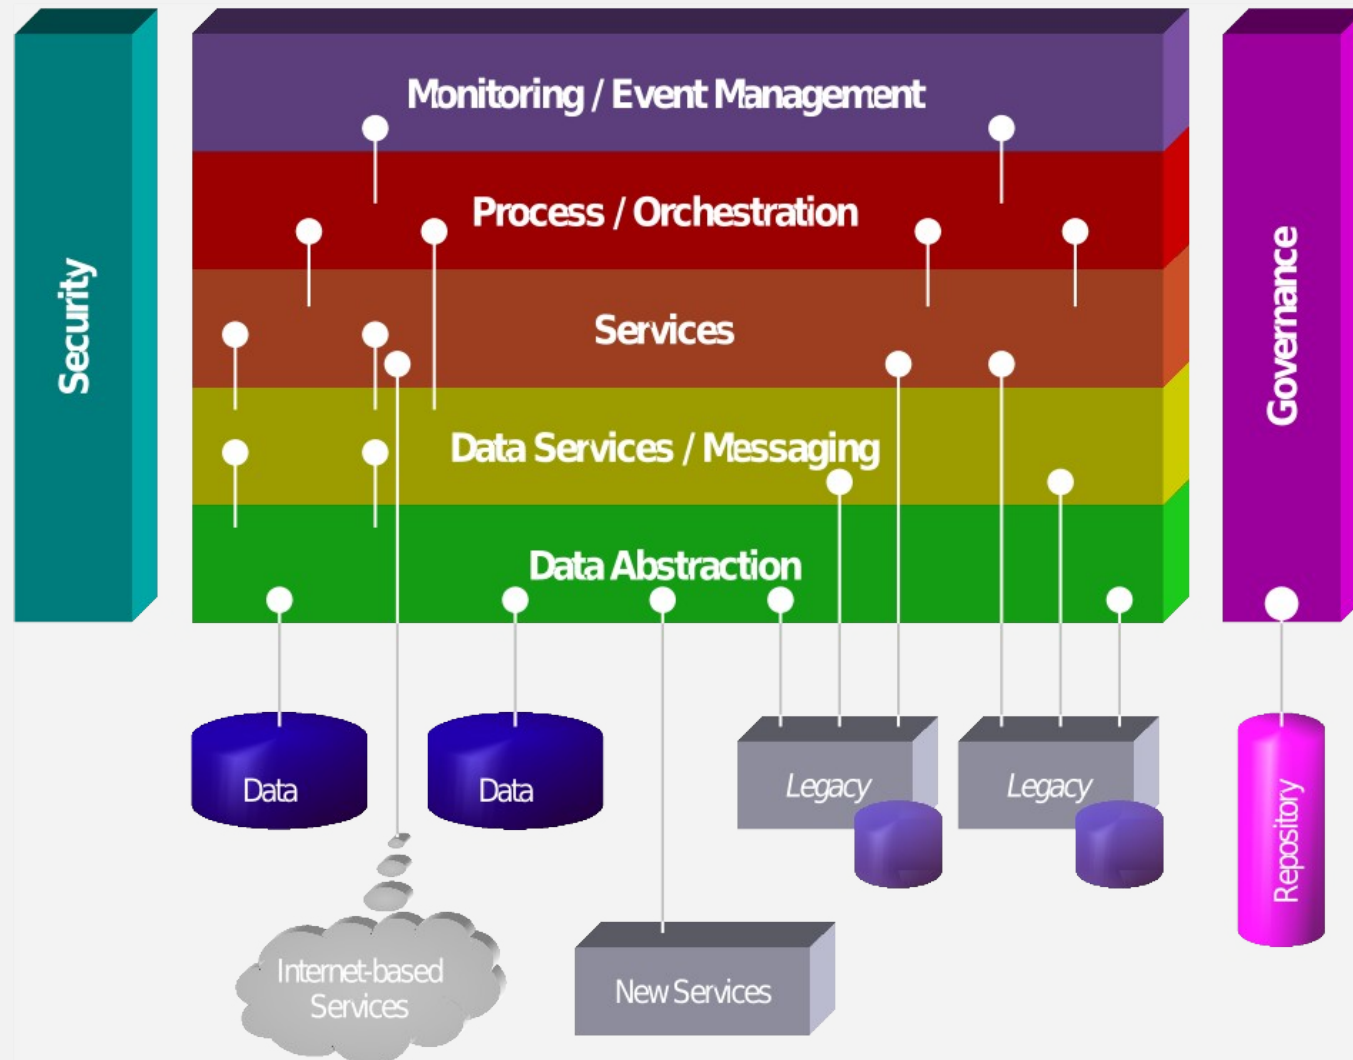 Monitoring / Event Management
Process / Orchestration
Services
Data Services / Messaging
Data Abstraction
Security
Governance
Data
Data
Legacy
Legacy
Repository
Internet-based
Services
New Services